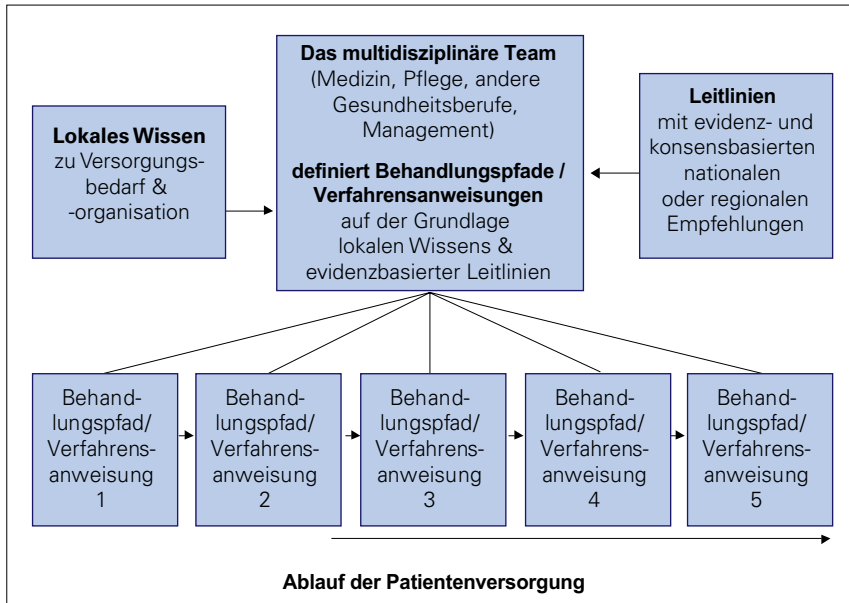 Das multidisziplinäre Team
(Medizin, Pflege, andere
Gesundheitsberufe,
Management)
definiert Behandlungspfade /
Verfahrensanweisungen
auf der Grundlage
lokalen Wissens &
evidenzbasierter Leitlinien
Lokales Wissen
zu Versorgungs-
bedarf &
-organisation
Leitlinien
mit evidenz- und
konsensbasierten
nationalen
oder regionalen
Empfehlungen
Behand-
lungspfad/
Verfahrens-
anweisung
1
Behand-
lungspfad/
Verfahrens-
anweisung
2
Behand-
lungspfad/
Verfahrens-
anweisung
3
Behand-
lungspfad/
Verfahrens-
anweisung
4
Behand-
lungspfad/
Verfahrens-
anweisung
5
Ablauf der Patientenversorgung